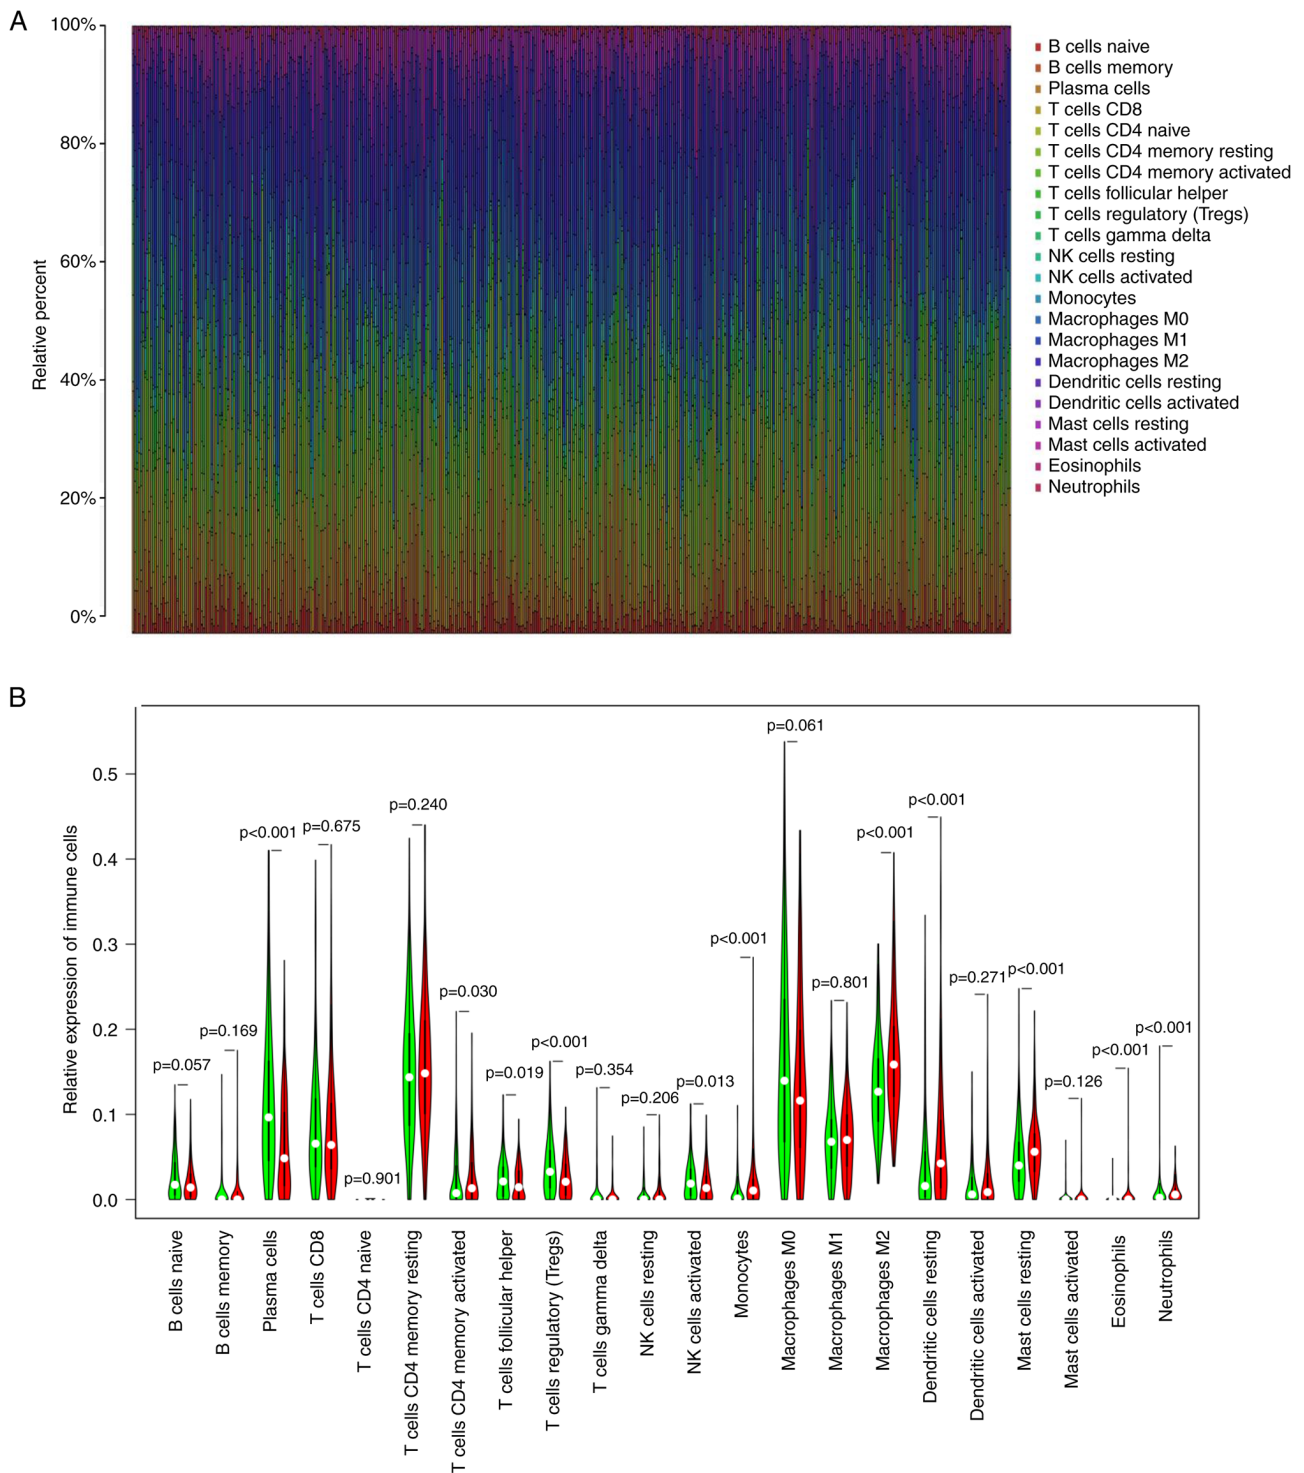 A
100%
80%
60%
40%
20%
0%
Relative percent
B cells naive
B cells memory
Plasma cells
T cells CD8
T cells CD4 naive
T cells CD4 memory resting
T cells CD4 memory activated
T cells follicular helper
T cells regulatory (Tregs)
T cells gamma delta
NK cells resting
NK cells activated
Monocytes
Macrophages M0
Macrophages M1
Macrophages M2
Dendritic cells resting
Dendritic cells activated
Mast cells resting
Mast cells activated
Eosinophils
Neutrophils
B
Relative expression of immune cells
0.5
0.4
0.3
0.2
0.1
0.0
p=0.057
p=0.169
p<0.001
p=0.675
p=0.901
p=0.240
p=0.030
p=0.019
p<0.001
p=0.354
p=0.206
p=0.013
p<0.001
p=0.061
p=0.801
p<0.001
p<0.001
p=0.271
p<0.001
p=0.126
p<0.001
p<0.001
B cells naive
B cells memory
Plasma cells
T cells CD8
T cells CD4 naive
T cells CD4 memory resting
T cells CD4 memory activated
T cells follicular helper
T cells regulatory (Tregs)
T cells gamma delta
NK cells resting
NK cells activated
Monocytes
Macrophages M0
Macrophages M1
Macrophages M2
Dendritic cells resting
Dendritic cells activated
Mast cells resting
Mast cells activated
Eosinophils
Neutrophils